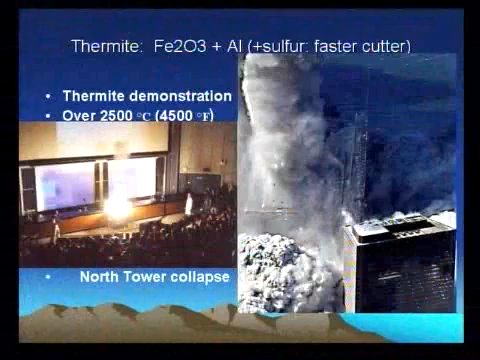 Thermite: Fe2O3 + Al (+sulfur: faster cutter)
• Thermite demonstration
• Over 2500 °C (4500 °F)
• North Tower collapse